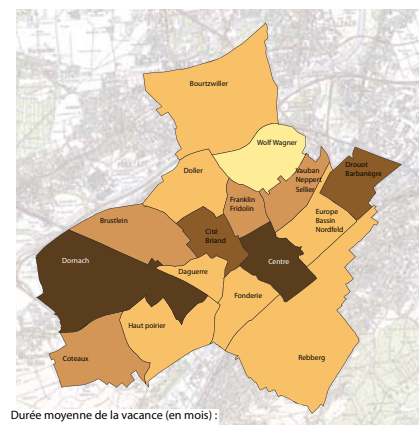 Bourtzwiller
Wolf Wagner
Drouot
Barbanègre
Doller
Vauban
Neppert
Sellier
Franklin
Fridolin
Brustlein
Europe
Bassin
Nordfeld
Cité
Briand
Dornach
Centre
Daguerre
Fonderie
Haut poirier
Coteaux
Rebberg
Durée moyenne de la vacance (en mois) :